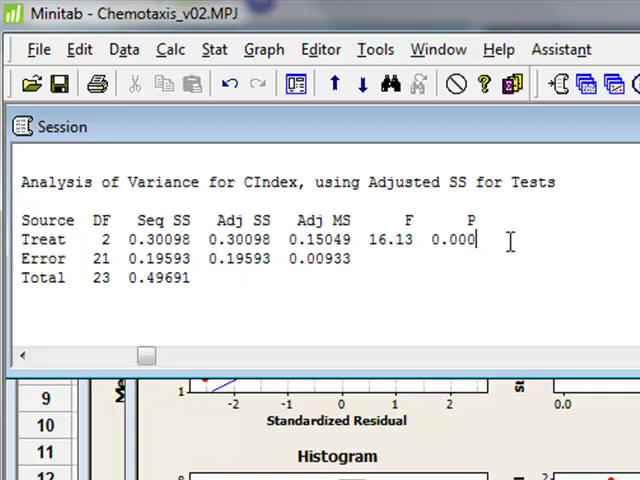 Minitab - Chemotaxis_v02.MPJ
File Edit Data Calc Stat Graph Editor Tools Window Help Assistant
Session
Analysis of Variance for CIndex, using Adjusted SS for Tests
Source DF Seq SS Adj SS Adj MS F P
Treat 2 0.30098 0.30098 0.15049 16.13 0.000
Error 21 0.19593 0.19593 0.00933
Total 23 0.49691
9
10
11
12
1
-2 -1 0 1 2
Standardized Residual
0.0
Histogram
8
2